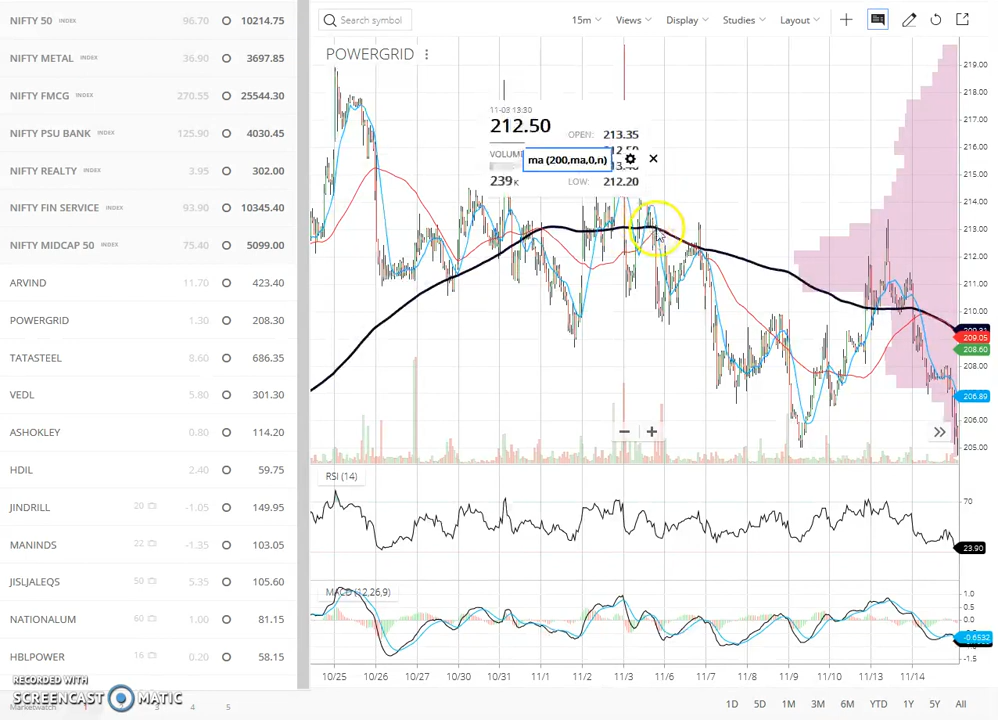 NIFTY 50 INDEX 96.70 10214.75
NIFTY METAL INDEX 36.90 3697.85
NIFTY FMCG INDEX 270.55 25544.30
NIFTY PSU BANK INDEX 125.90 4030.45
NIFTY REALTY INDEX 3.95 302.00
NIFTY FIN SERVICE INDEX 93.90 10345.40
NIFTY MIDCAP 50 INDEX 75.40 5099.00
ARVIND 11.70 423.40
POWERGRID 1.30 208.30
TATASTEEL 8.60 686.35
VEDL 5.80 301.30
ASHOKLEY 0.80 114.20
HDIL 2.40 59.75
JINDRILL 20 -1.05 149.95
MANINDS 22 -1.35 103.05
JISLJALEQS 50 5.35 105.60
NATIONALUM 60 1.00 81.15
HBLPOWER 16 0.20 58.15
RECORDED WITH
SCREENCAST MATIC
Marketwatch 4 5
Search symbol 15m Views Display Studies Layout
POWERGRID
11-03 13:30
212.50 OPEN: 213.35
VOLUME
ma (200,ma,0,n)
239K LOW: 212.20
219.00
218.00
217.00
216.00
215.00
214.00
213.00
212.00
211.00
210.00
209.05
208.60
208.00
206.89
206.00
205.00
RSI (14)
70
23.90
MACD (12,26,9)
1.0
0.5
0.0
-0.6532
-1.5
10/25 10/26 10/27 10/30 10/31 11/1 11/2 11/3 11/6 11/7 11/8 11/9 11/10 11/13 11/14
1D 5D 1M 3M 6M YTD 1Y 5Y All